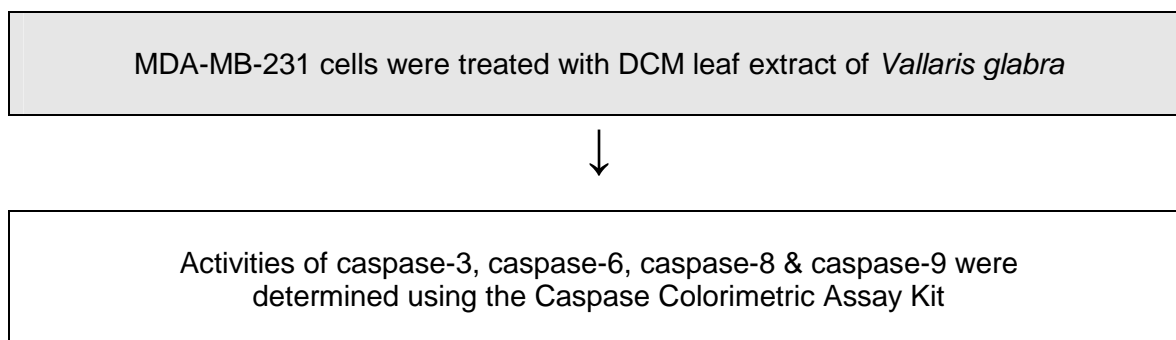 MDA-MB-231 cells were treated with DCM leaf extract of Vallaris glabra
Activities of caspase-3, caspase-6, caspase-8 & caspase-9 were
determined using the Caspase Colorimetric Assay Kit